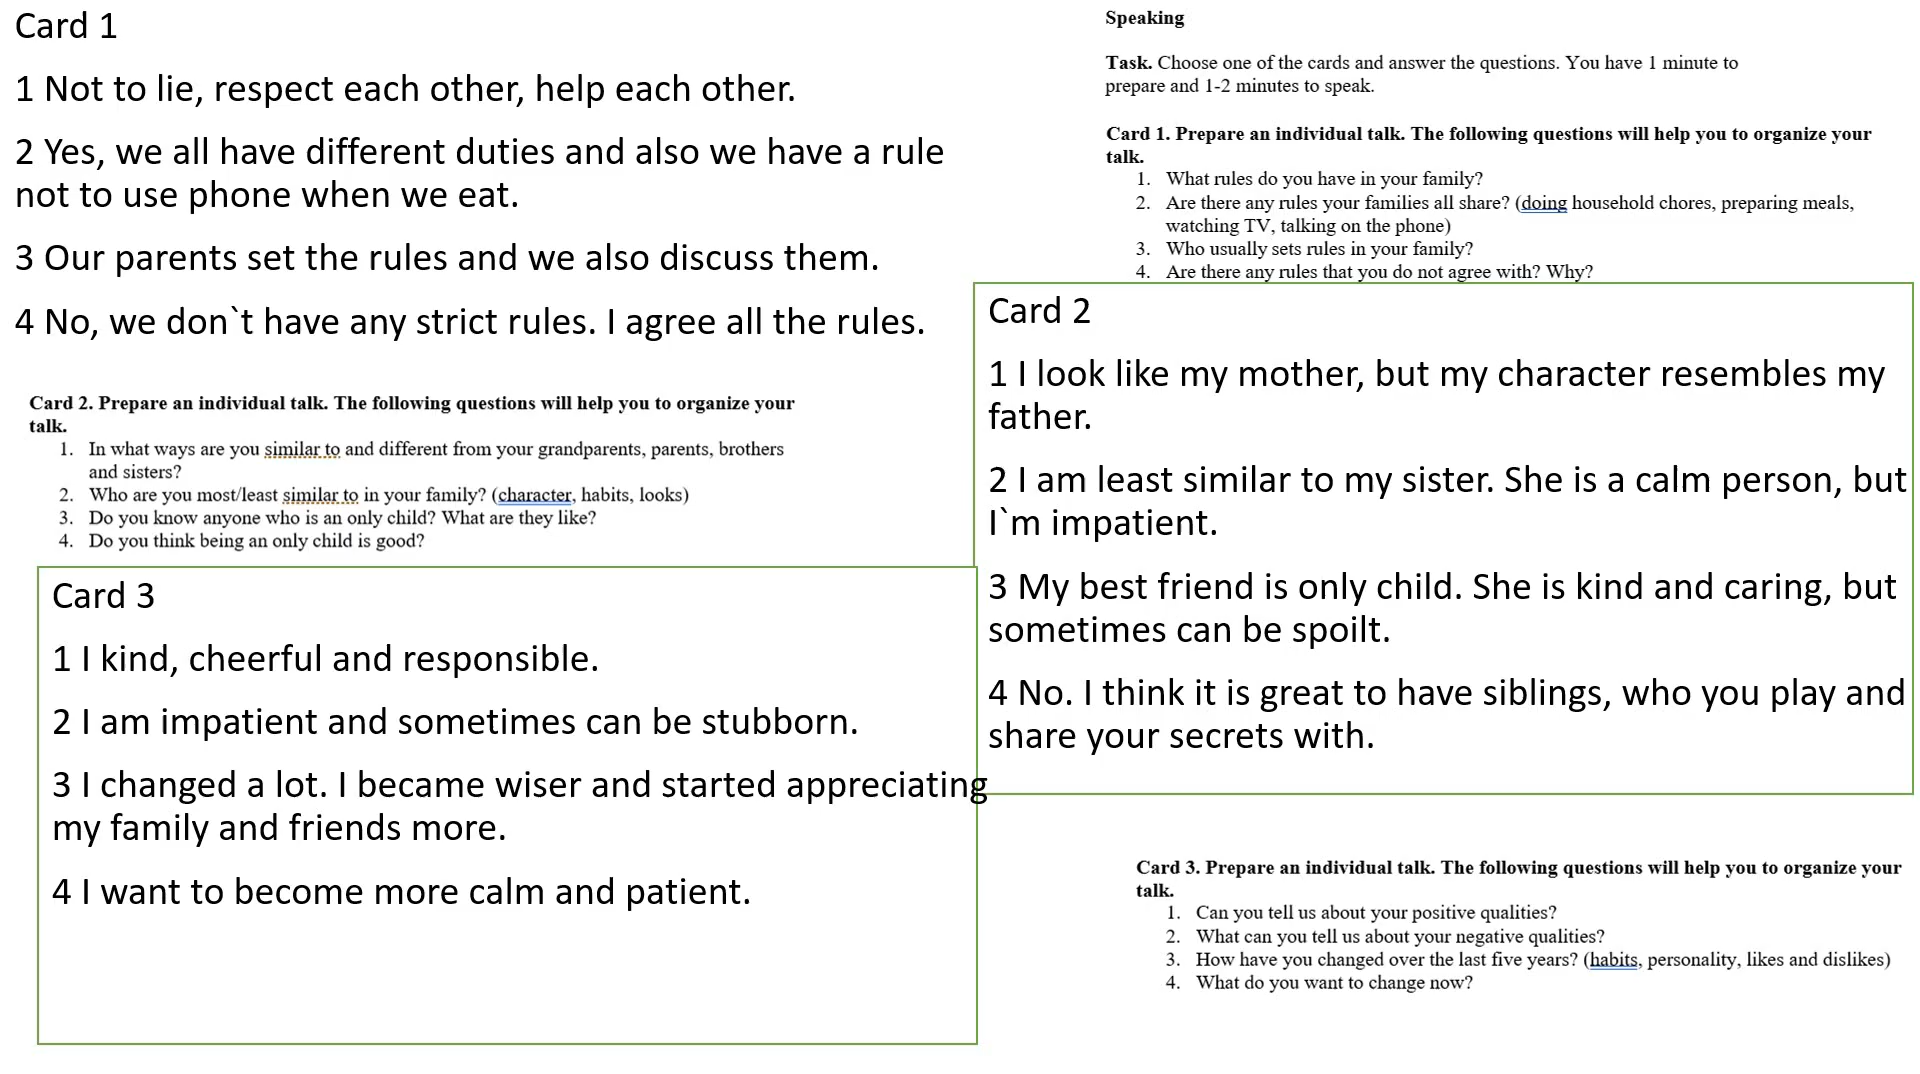 Card 1
1 Not to lie, respect each other, help each other.
2 Yes, we all have different duties and also we have a rule
not to use phone when we eat.
3 Our parents set the rules and we also discuss them.
4 No, we don`t have any strict rules. I agree all the rules.
Speaking
Task. Choose one of the cards and answer the questions. You have 1 minute to
prepare and 1-2 minutes to speak.
Card 1. Prepare an individual talk. The following questions will help you to organize your
talk.
1. What rules do you have in your family?
2. Are there any rules your families all share? (doing household chores, preparing meals,
watching TV, talking on the phone)
3. Who usually sets rules in your family?
4. Are there any rules that you do not agree with? Why?
Card 2. Prepare an individual talk. The following questions will help you to organize your
talk.
1. In what ways are you similar to and different from your grandparents, parents, brothers
and sisters?
2. Who are you most/least similar to in your family? (character, habits, looks)
3. Do you know anyone who is an only child? What are they like?
4. Do you think being an only child is good?
Card 2
1 I look like my mother, but my character resembles my
father.
2 I am least similar to my sister. She is a calm person, but
I`m impatient.
3 My best friend is only child. She is kind and caring, but
sometimes can be spoilt.
4 No. I think it is great to have siblings, who you play and
share your secrets with.
Card 3
1 I kind, cheerful and responsible.
2 I am impatient and sometimes can be stubborn.
3 I changed a lot. I became wiser and started appreciating
my family and friends more.
4 I want to become more calm and patient.
Card 3. Prepare an individual talk. The following questions will help you to organize your
talk.
1. Can you tell us about your positive qualities?
2. What can you tell us about your negative qualities?
3. How have you changed over the last five years? (habits, personality, likes and dislikes)
4. What do you want to change now?